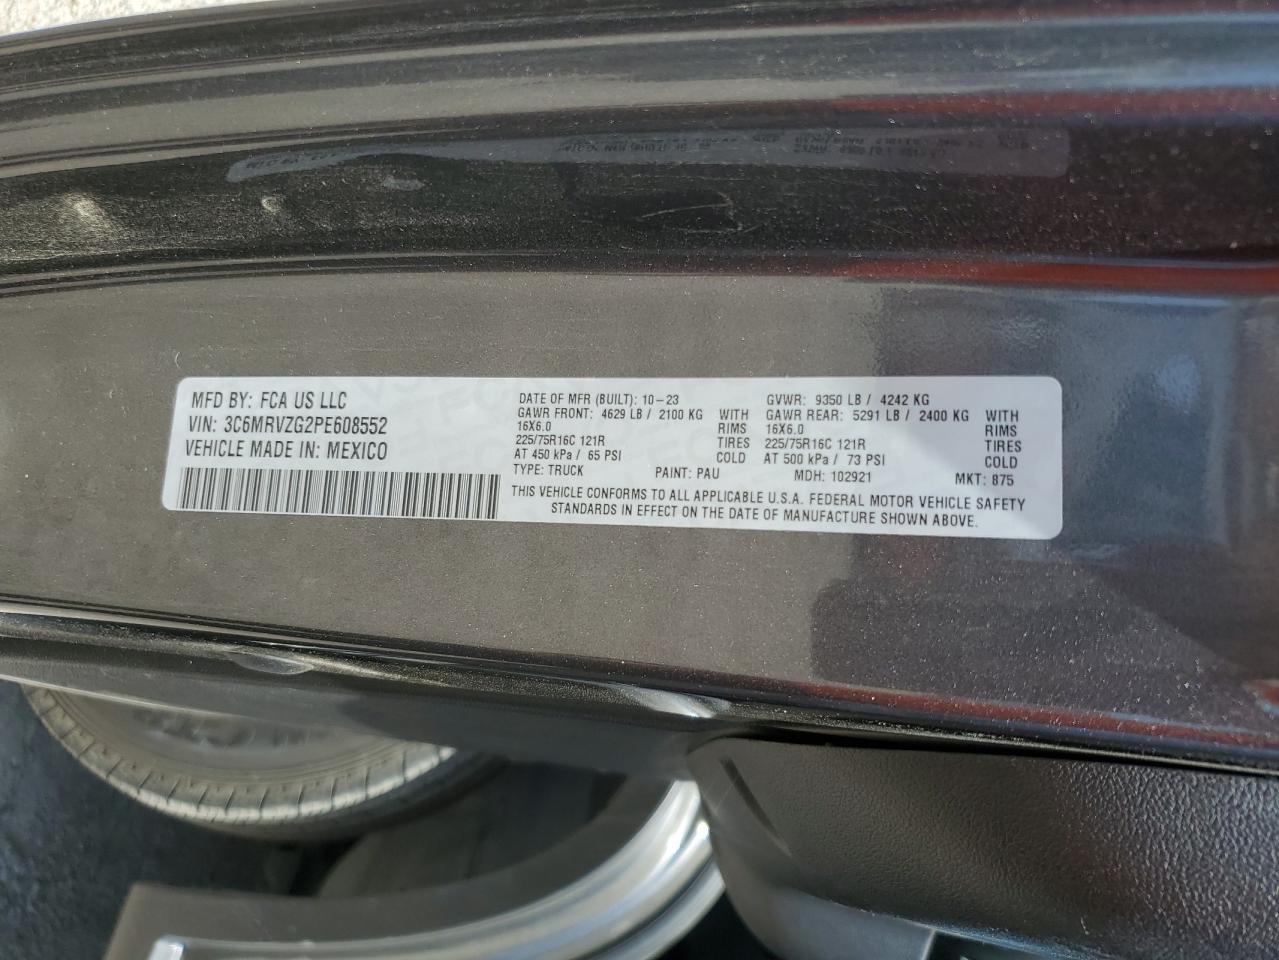 MFD BY: FCA US LLC
VIN: 3C6MRVZG2PE608552
VEHICLE MADE IN: MEXICO
DATE OF MFR (BUILT): 10-23
GVWR: 9350 LB / 4242 KG
GAWR FRONT: 4629 LB / 2100 KG WITH
16X6.0 RIMS
225/75R16C 121R TIRES
AT 450 kPa / 65 PSI COLD
GAWR REAR: 5291 LB / 2400 KG WITH
16X6.0 RIMS
225/75R16C 121R TIRES
AT 500 kPa / 73 PSI COLD
TYPE: TRUCK PAINT: PAU MDH: 102921 MKT: 875
THIS VEHICLE CONFORMS TO ALL APPLICABLE U.S.A. FEDERAL MOTOR VEHICLE SAFETY
STANDARDS IN EFFECT ON THE DATE OF MANUFACTURE SHOWN ABOVE.